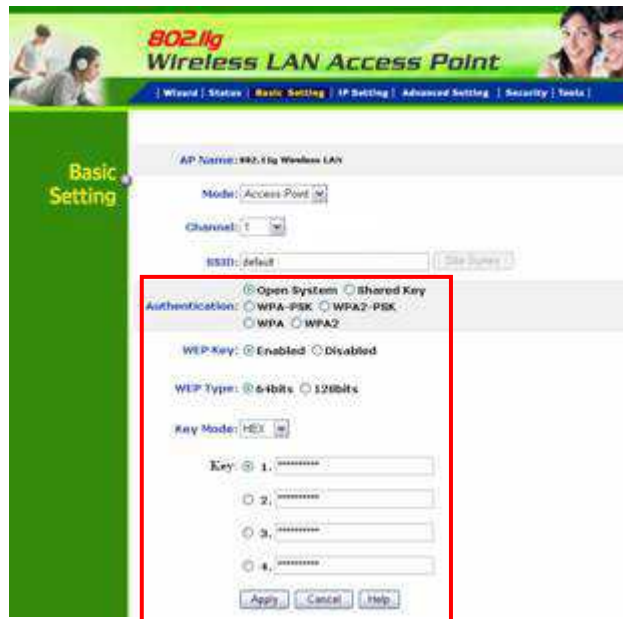 802.11g
Wireless LAN Access Point
| Wizard | Status | Basic Setting | IP Setting | Advanced Setting | Security | Tools |
Basic
Setting
AP Name: 802.11g Wireless LAN
Mode: Access Point
Channel: 1
SSID: default Site Survey
Authentication: Open System Shared Key
WPA-PSK WPA2-PSK
WPA WPA2
WEP Key: Enabled Disabled
WEP Type: 64bits 128bits
Key Mode: HEX
Key: 1. **********
2. **********
3. **********
4. **********
Apply Cancel Help